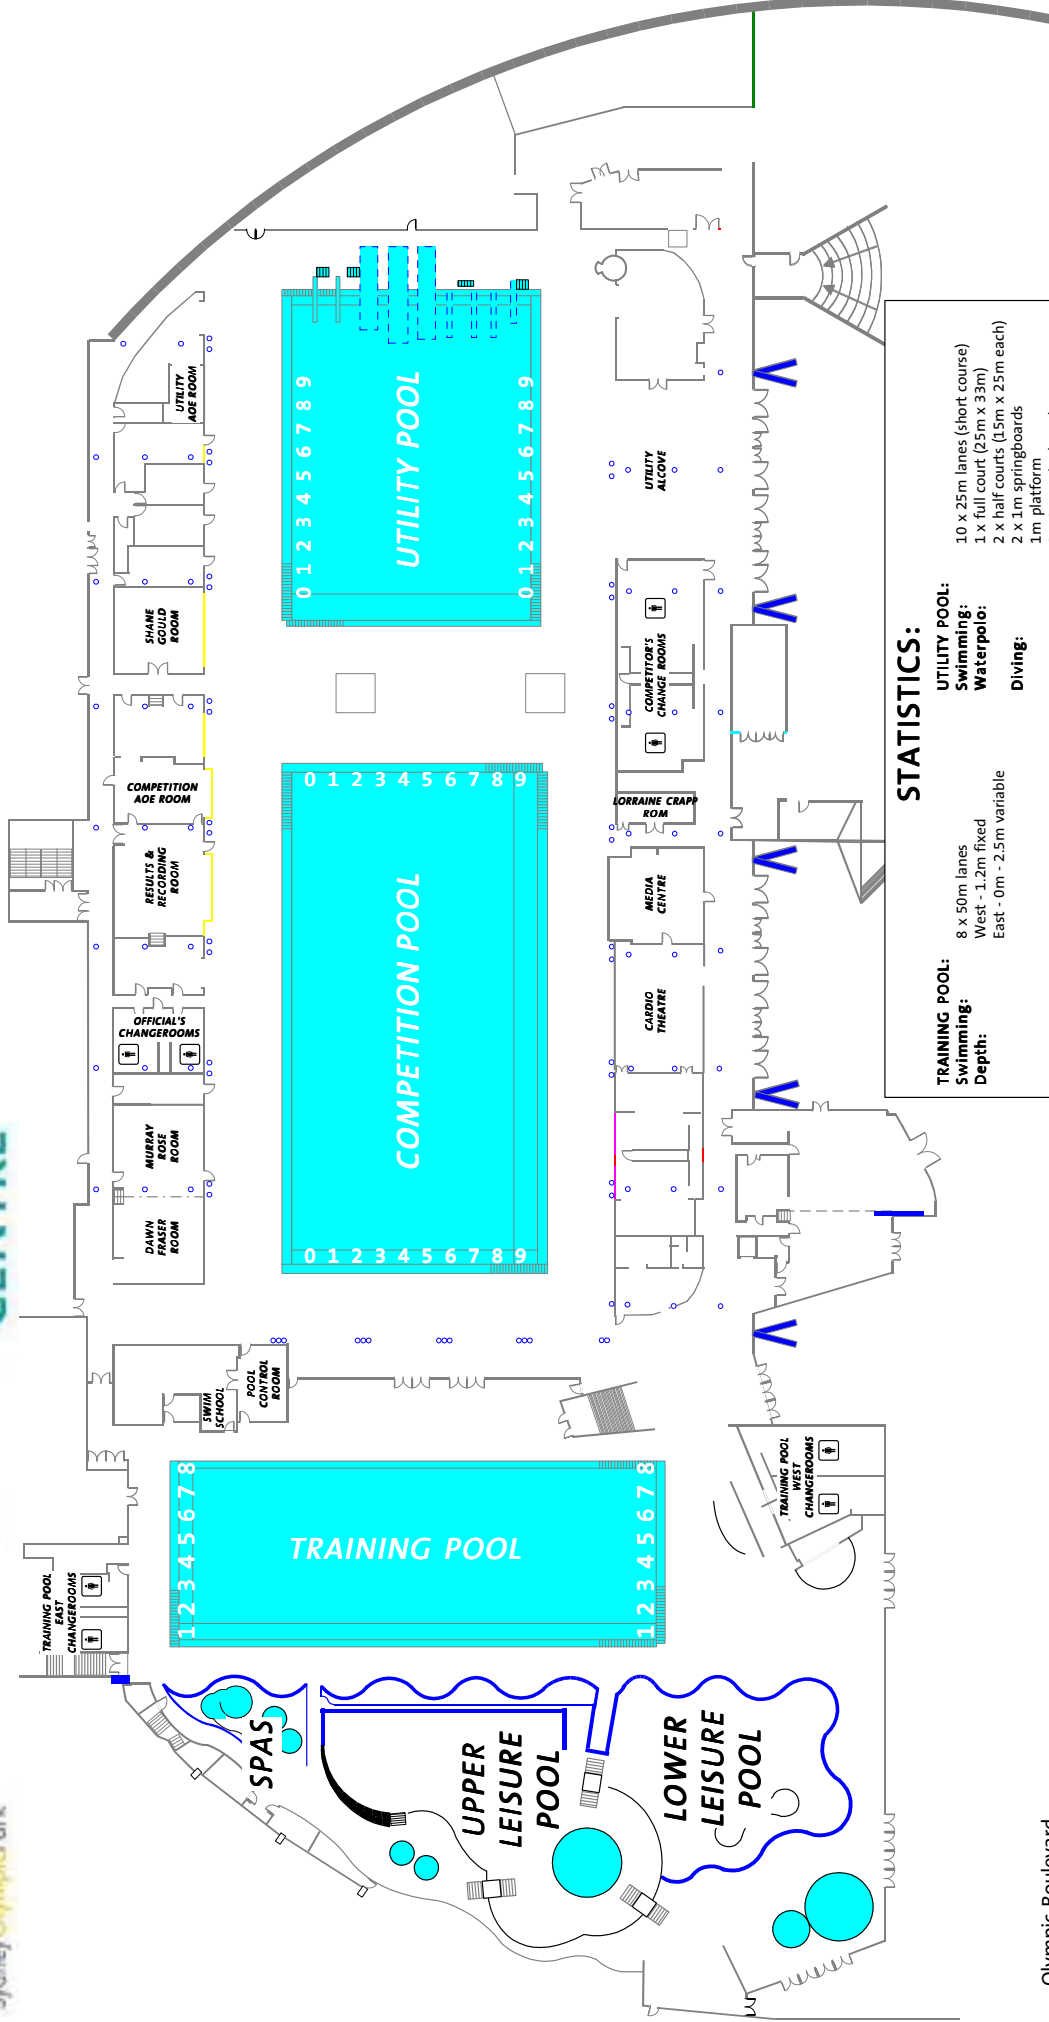 UTILITY
AOE ROOM
SHANE
GOULD
ROOM
COMPETITION
AOE ROOM
RESULTS &
RECORDING
ROOM
OFFICIAL'S
CHANGEROOMS
MURRAY
ROSE
ROOM
DAWN
FRASER
ROOM
SWIM
SCHOOL
POOL
CONTROL
ROOM
0 1 2 3 4 5 6 7 8 9
UTILITY POOL
0 1 2 3 4 5 6 7 8 9
0 1 2 3 4 5 6 7 8 9
COMPETITION POOL
0 1 2 3 4 5 6 7 8 9
UTILITY
ALCOVE
COMPETITOR'S
CHANGE ROOMS
LORRAINE CRAPP
ROM
MEDIA
CENTRE
CARDIO
THEATRE
1 2 3 4 5 6 7 8
TRAINING POOL
1 2 3 4 5 6 7 8
TRAINING POOL
EAST
CHANGEROOMS
TRAINING POOL
WEST
CHANGEROOMS
SPAS
UPPER
LEISURE
POOL
LOWER
LEISURE
POOL
STATISTICS:
TRAINING POOL:
Swimming: 8 x 50m lanes
Depth: West - 1.2m fixed
East - 0m - 2.5m variable
UTILITY POOL:
Swimming: 10 x 25m lanes (short course)
Waterpolo: 1 x full court (25m x 33m)
2 x half courts (15m x 25m each)
Diving: 2 x 1m springboards
1m platform
Olympic Boulevard